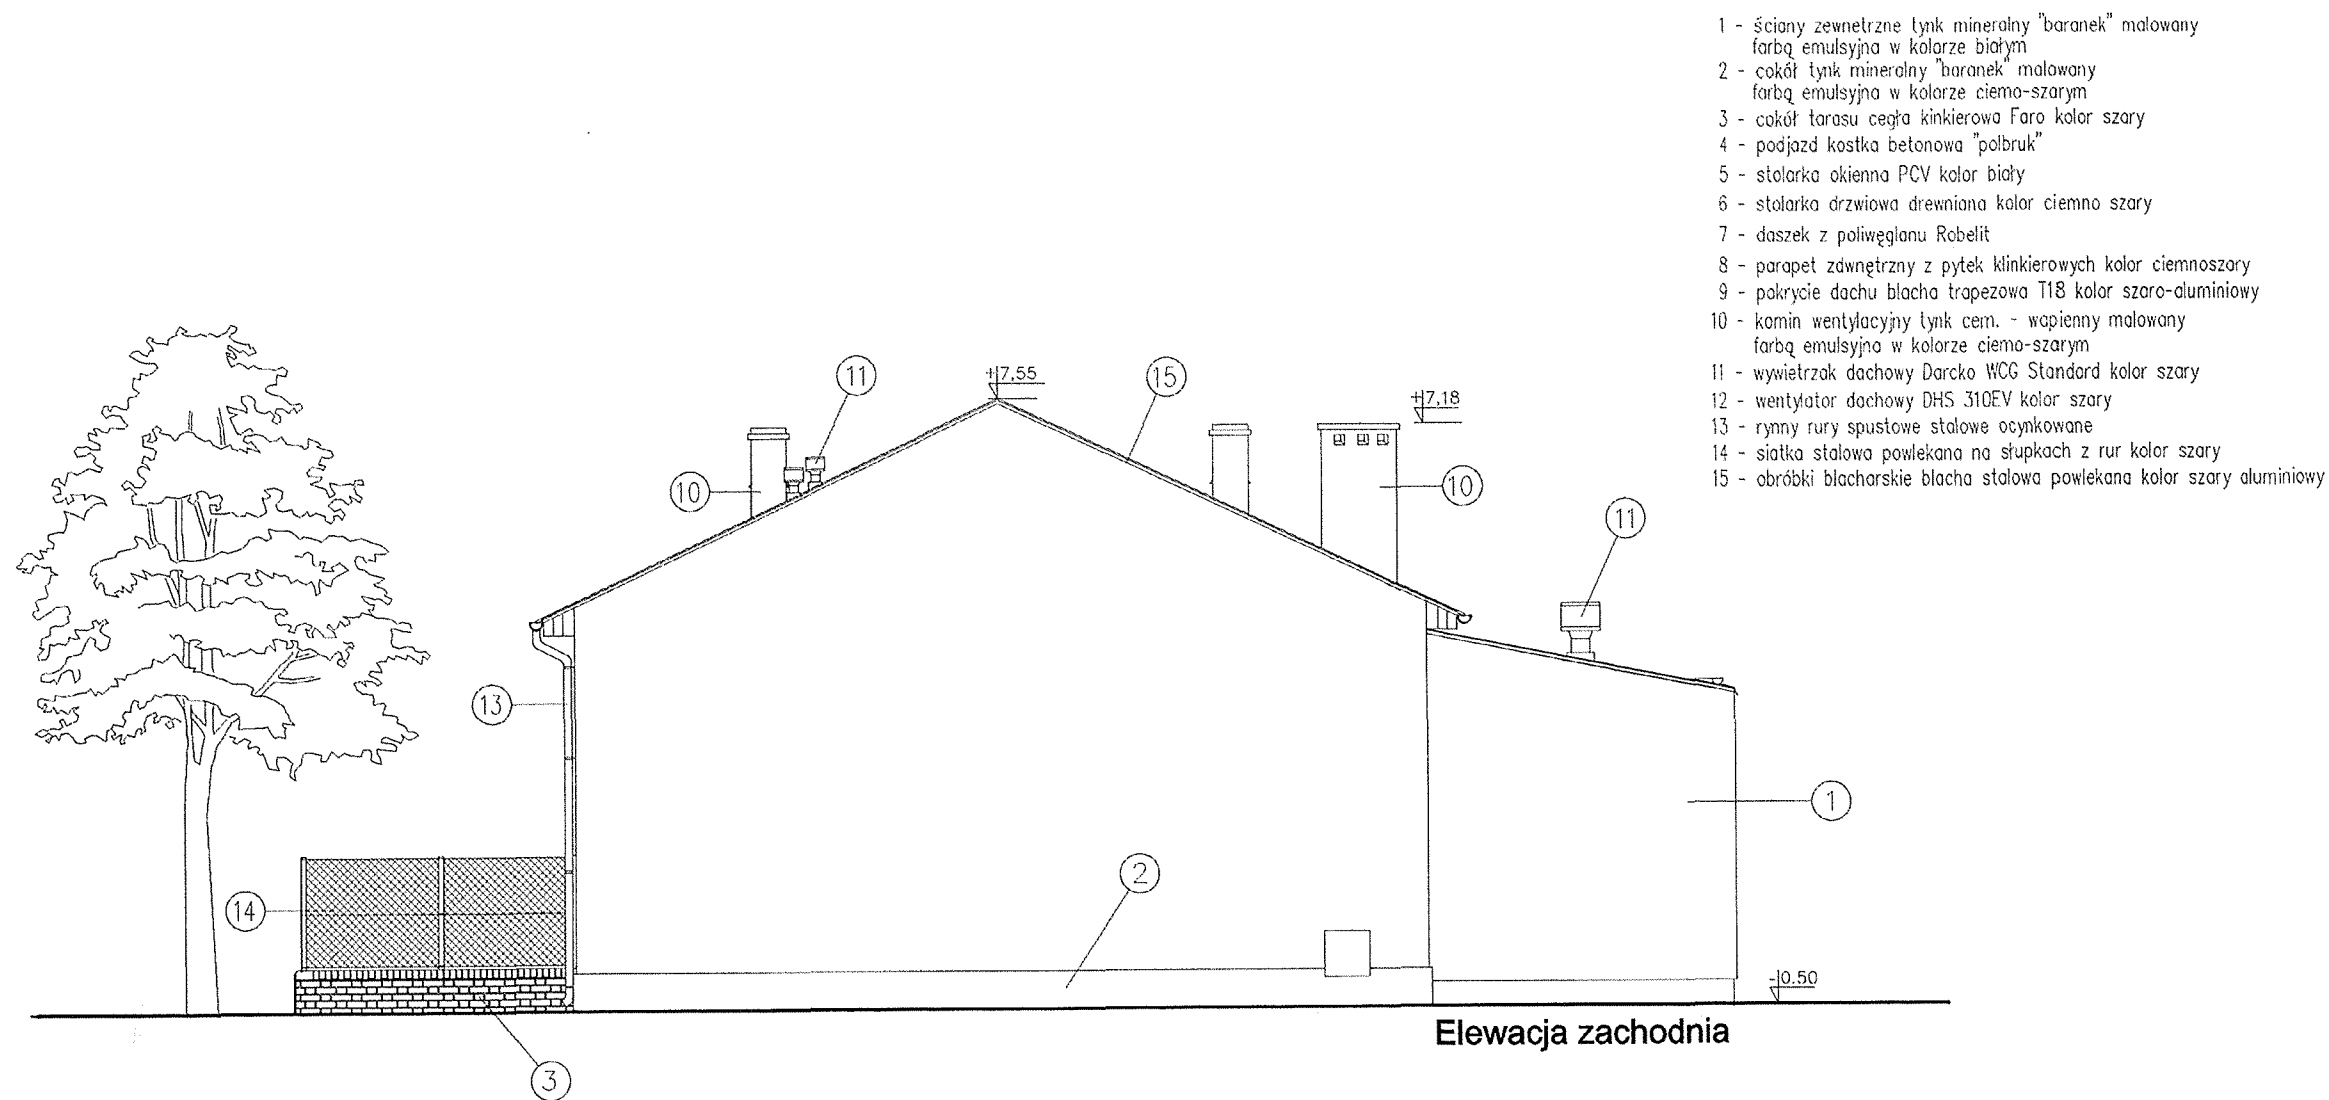 1 - ściany zewnetrzne tynk mineralny "baranek" malowany
farbą emulsyjna w kolorze białym
2 - cokół tynk mineralny "baranek" malowany
farbą emulsyjna w kolorze ciemo-szarym
3 - cokół tarasu cegła kinkierowa Faro kolor szary
4 - podjazd kostka betonowa "polbruk"
5 - stolarka okienna PCV kolor biały
6 - stolarka drzwiowa drewniana kolor ciemno szary
7 - daszek z poliwęglanu Robelit
8 - parapet zdwnętrzny z pytek klinkierowych kolor ciemnoszary
9 - pokrycie dachu blacha trapezowa T18 kolor szaro-aluminiowy
10 - komin wentylacyjny tynk cem. - wapienny malowany
farbą emulsyjna w kolorze ciemo-szarym
11 - wywietrzak dachowy Darcko WCG Standard kolor szary
12 - wentylator dachowy DHS 310EV kolor szary
13 - rynny rury spustowe stalowe ocynkowane
14 - siatka stalowa powlekana na słupkach z rur kolor szary
15 - obróbki blacharskie blacha stalowa powlekana kolor szary aluminiowy
11
+7,55
15
+7,18
10
10
11
13
1
2
14
-0.50
Elewacja zachodnia
3